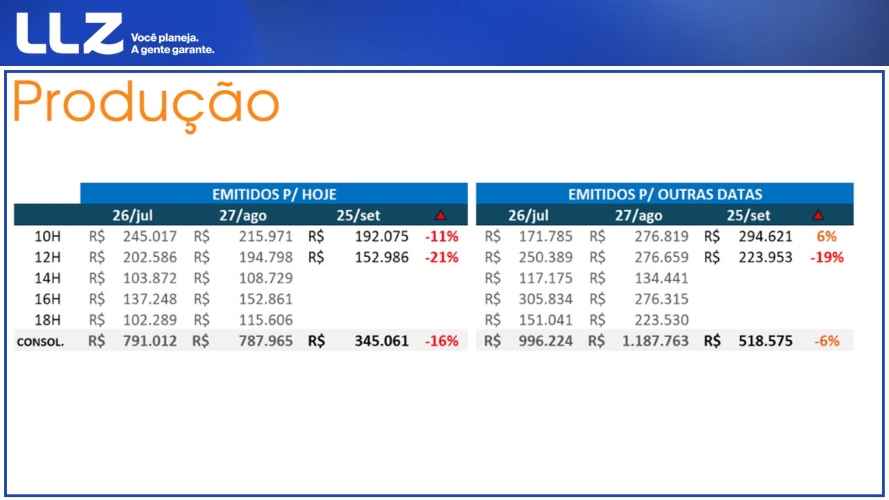 LLZ Você planeja.
A gente garante.
Produção
EMITIDOS P/ HOJE EMITIDOS P/ OUTRAS DATAS
26/jul 27/ago 25/set 26/jul 27/ago 25/set
10H R$ 245.017 R$ 215.971 R$ 192.075 -11% R$ 171.785 R$ 276.819 R$ 294.621 6%
12H R$ 202.586 R$ 194.798 R$ 152.986 -21% R$ 250.389 R$ 276.659 R$ 223.953 -19%
14H R$ 103.872 R$ 108.729 R$ 117.175 R$ 134.441
16H R$ 137.248 R$ 152.861 R$ 305.834 R$ 276.315
18H R$ 102.289 R$ 115.606 R$ 151.041 R$ 223.530
CONSOL. R$ 791.012 R$ 787.965 R$ 345.061 -16% R$ 996.224 R$ 1.187.763 R$ 518.575 -6%